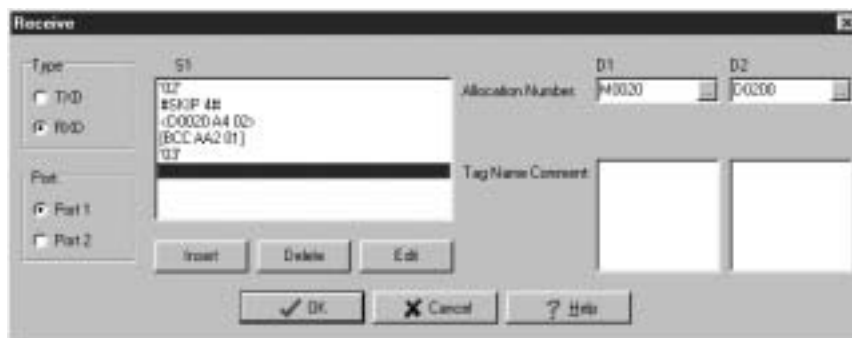 Receive
Type
TXD
RXD
Port
Port 1
Port 2
S1
'02'
#SKIP 4#
<D0020 A4 02>
[BCC AA2 01]
'03'
Insert
Delete
Edit
D1
D2
Allocation Number:
M0020
...
D0200
...
Tag Name Comment:
OK
Cancel
? Help